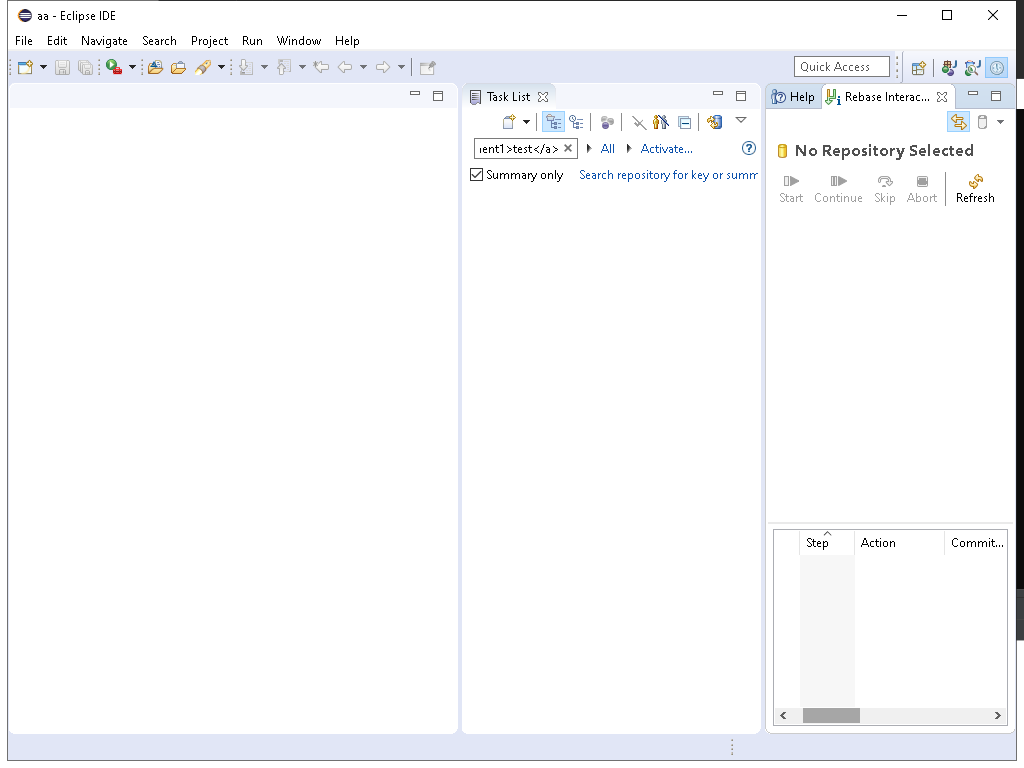 aa - Eclipse IDE
File Edit Navigate Search Project Run Window Help
Quick Access
Task List
Help Rebase Interac...
ent1>test</a> All Activate...
No Repository Selected
Summary only Search repository for key or summ
Start Continue Skip Abort Refresh
Step Action Commit...